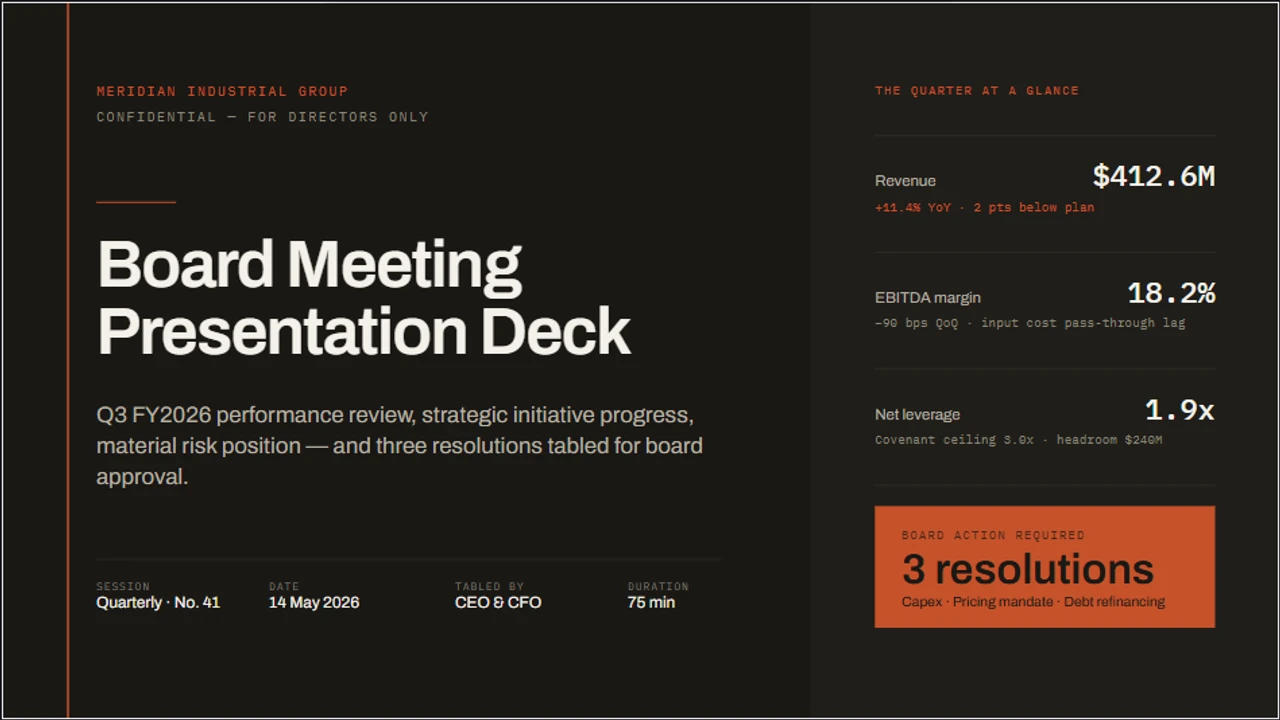 MERIDIAN INDUSTRIAL GROUP
CONFIDENTIAL — FOR DIRECTORS ONLY
Board Meeting
Presentation Deck
Q3 FY2026 performance review, strategic initiative progress,
material risk position — and three resolutions tabled for board
approval.
SESSION
Quarterly · No. 41
DATE
14 May 2026
TABLED BY
CEO & CFO
DURATION
75 min
THE QUARTER AT A GLANCE
Revenue
$412.6M
+11.4% YoY · 2 pts below plan
EBITDA margin
18.2%
−90 bps QoQ · input cost pass-through lag
Net leverage
1.9x
Covenant ceiling 3.0x · headroom $240M
BOARD ACTION REQUIRED
3 resolutions
Capex · Pricing mandate · Debt refinancing